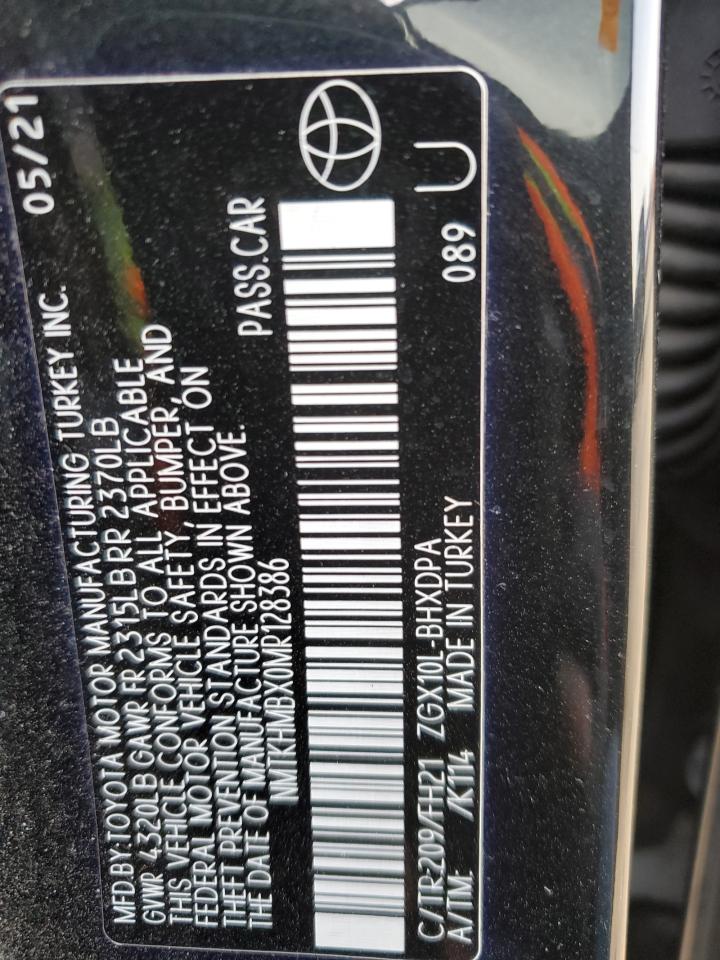 MFD.BY:TOYOTA MOTOR MANUFACTURING TURKEY INC. 05/21
GVWR 4320LB GAWR FR 2315LB RR 2370LB
THIS VEHICLE CONFORMS TO ALL APPLICABLE
FEDERAL MOTOR VEHICLE SAFETY, BUMPER, AND
THEFT PREVENTION STANDARDS IN EFFECT ON
THE DATE OF MANUFACTURE SHOWN ABOVE.
NMTKHMBX0MR128386 PASS.CAR
C/TR:209/FH21 ZGX10L-BHXDPA 089 U
A/TM: /K114 MADE IN TURKEY